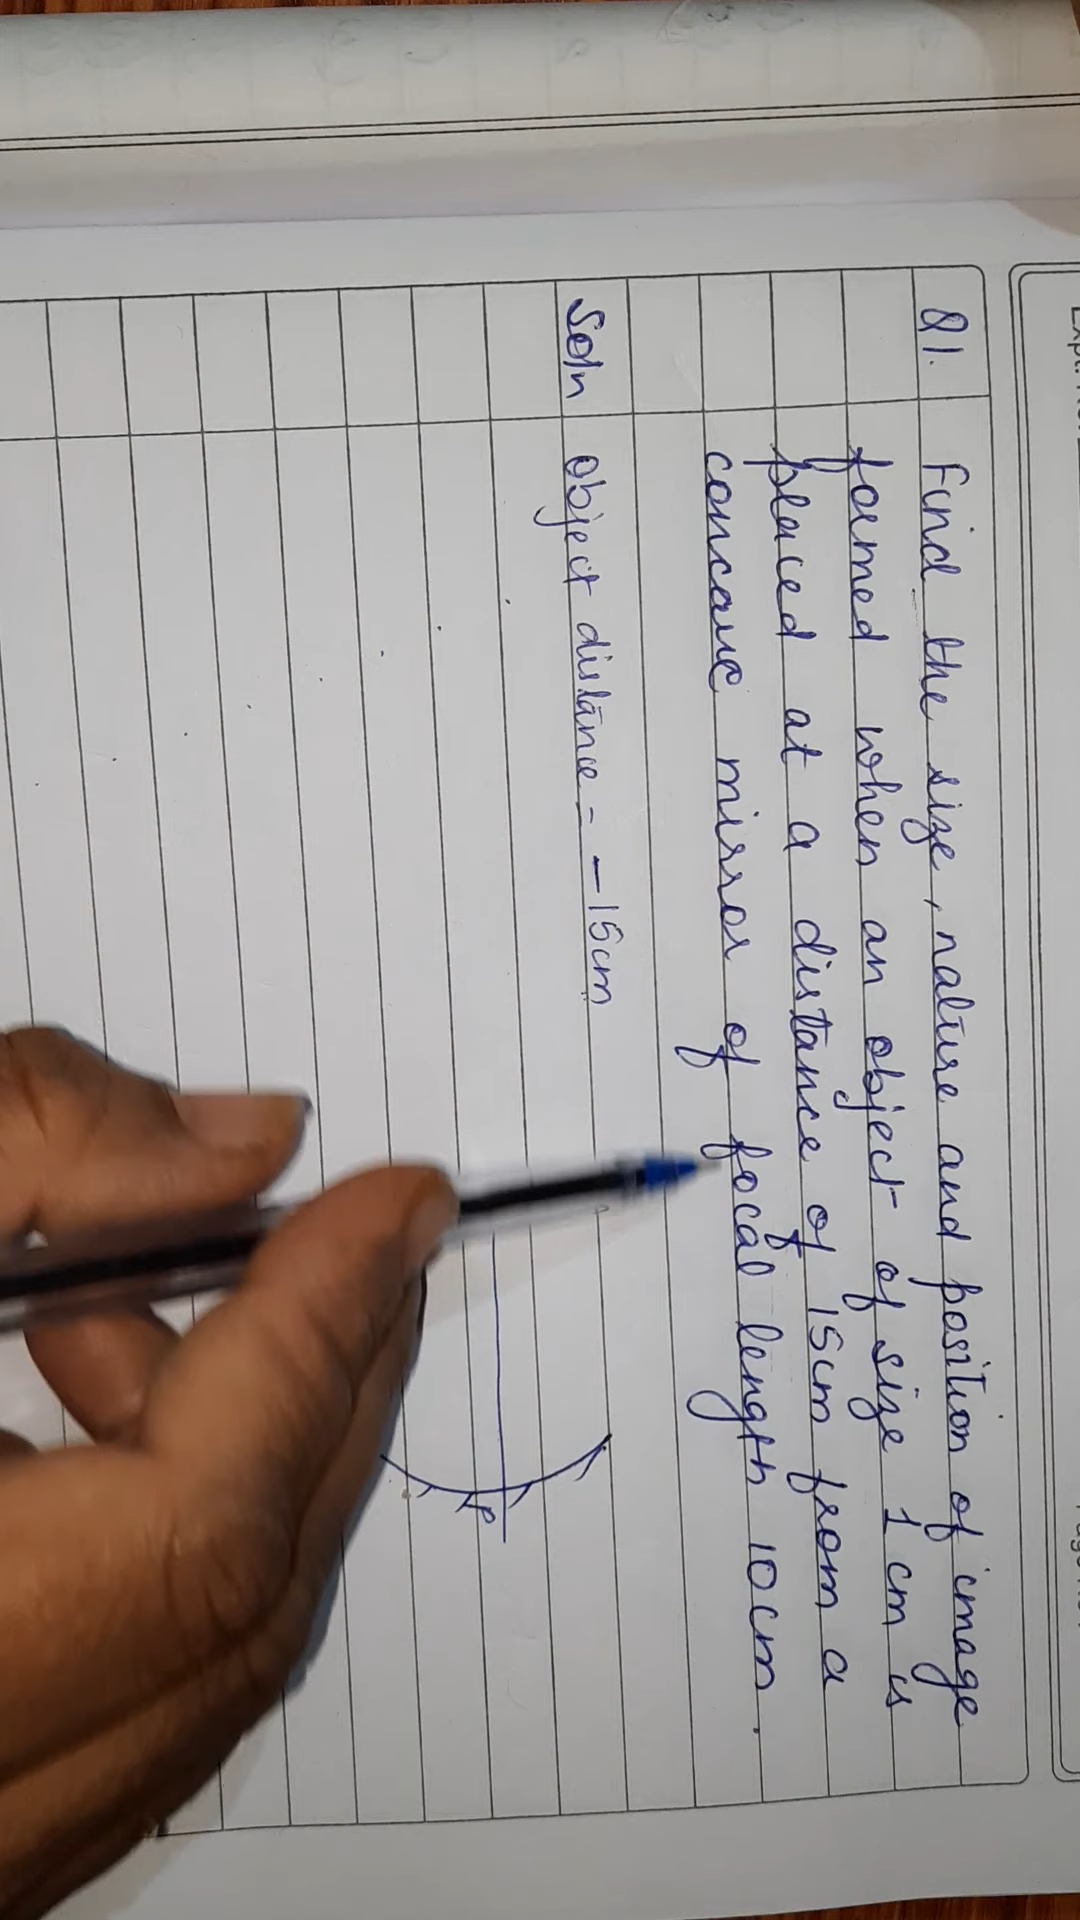 Q1. Find the size, nature and position of image
formed when an object of size 1 cm is
placed at a distance of 15cm from a
concave mirror of focal length 10cm.
Soln Object distance = -15cm
P